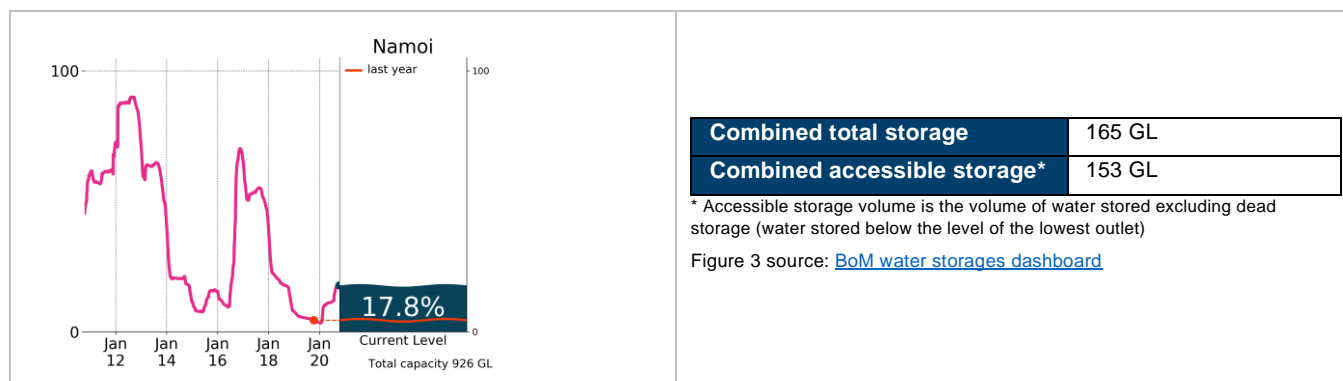 Namoi
last year
100
100
17.8%
0
0
Jan 12
Jan 14
Jan 16
Jan 18
Jan 20
Current Level
Total capacity 926 GL
Combined total storage 165 GL
Combined accessible storage* 153 GL
* Accessible storage volume is the volume of water stored excluding dead
storage (water stored below the level of the lowest outlet)
Figure 3 source: BoM water storages dashboard